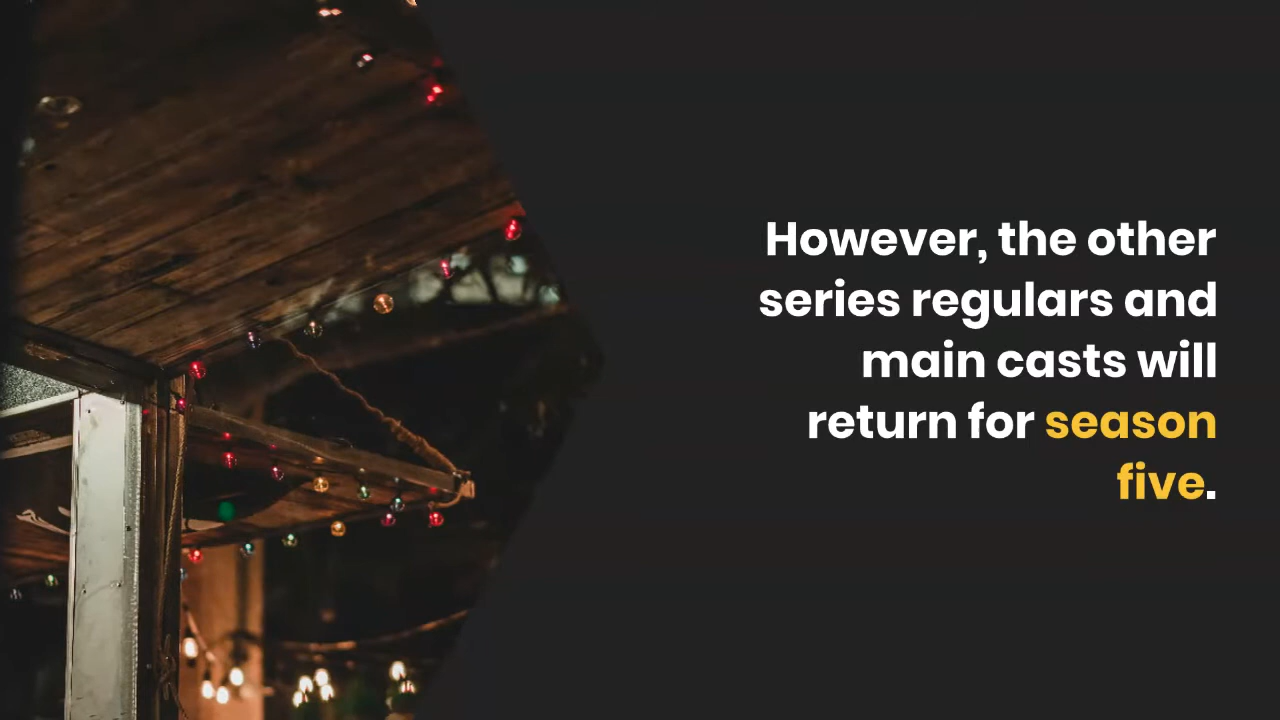 However, the other
series regulars and
main casts will
return for season
five.